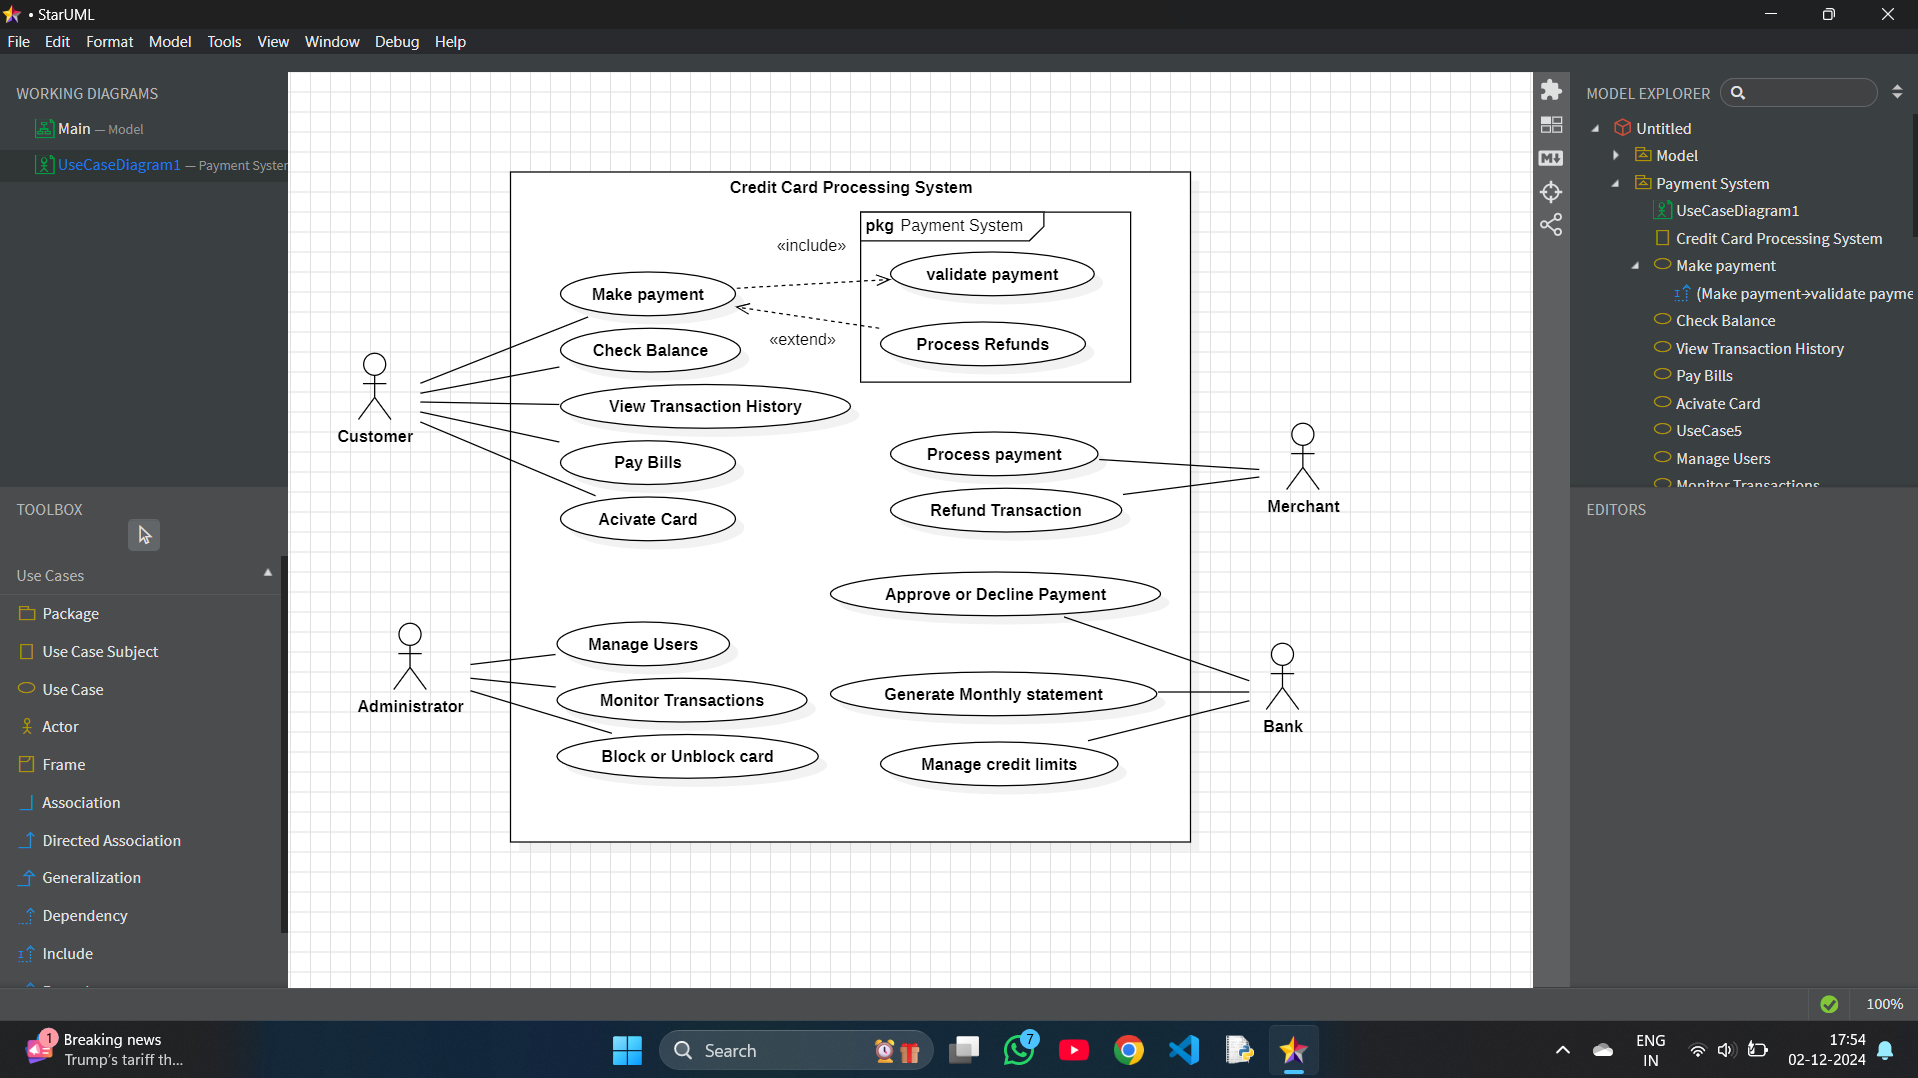 • StarUML
File Edit Format Model Tools View Window Debug Help
WORKING DIAGRAMS
Main — Model
UseCaseDiagram1 — Payment System
TOOLBOX
Use Cases
Package
Use Case Subject
Use Case
Actor
Frame
Association
Directed Association
Generalization
Dependency
Include
Credit Card Processing System
pkg Payment System
«include»
validate payment
Make payment
Process Refunds
«extend»
Check Balance
View Transaction History
Pay Bills
Acivate Card
Customer
Process payment
Refund Transaction
Merchant
Approve or Decline Payment
Manage Users
Monitor Transactions
Block or Unblock card
Administrator
Generate Monthly statement
Manage credit limits
Bank
MODEL EXPLORER
Untitled
Model
Payment System
UseCaseDiagram1
Credit Card Processing System
Make payment
(Make payment→validate payme
Check Balance
View Transaction History
Pay Bills
Acivate Card
UseCase5
Manage Users
Monitor Transactions
EDITORS
100%
1
Breaking news
Trump's tariff th...
Search
7
ENG
IN
17:54
02-12-2024